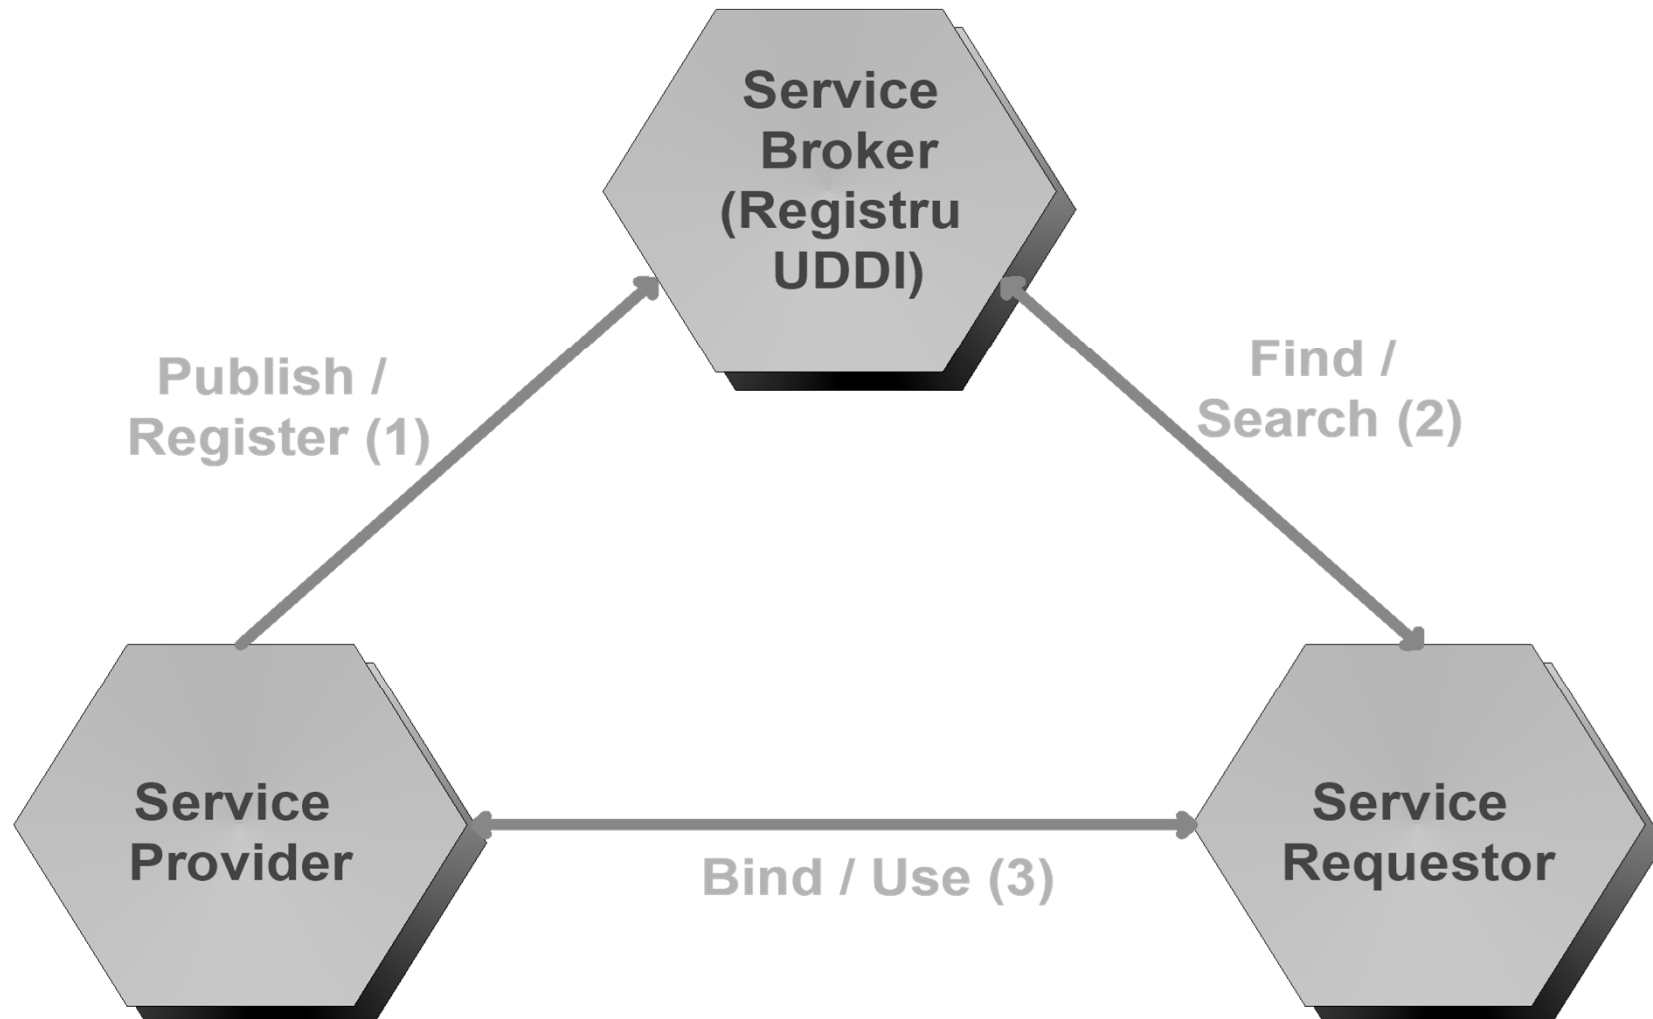 Service
Broker
(Registru
UDDI)
Publish /
Register (1)
Find /
Search (2)
Service
Provider
Bind / Use (3)
Service
Requestor